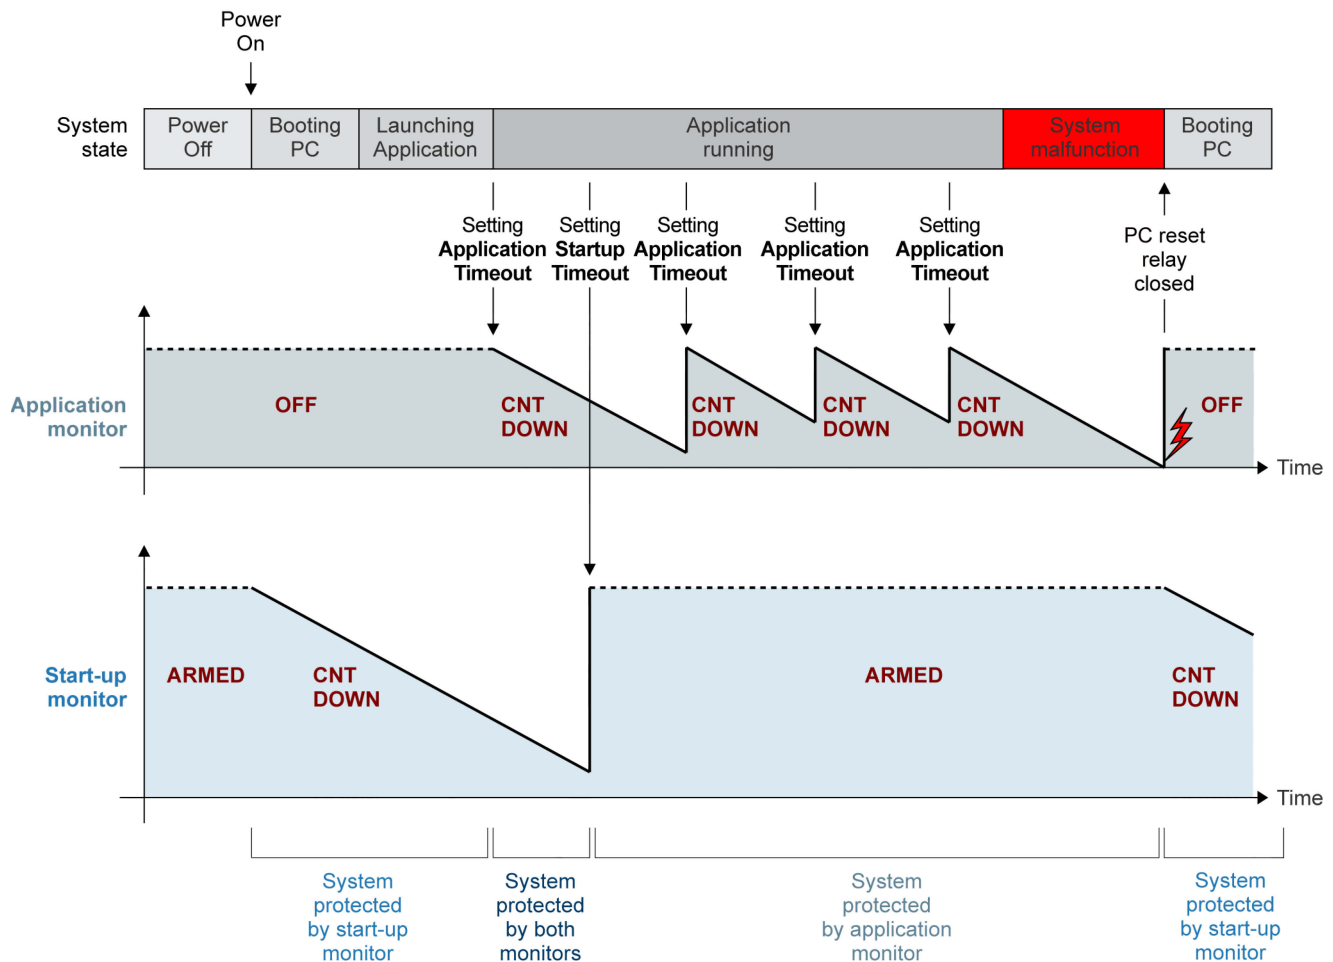 Power
On
System
state
Power
Off
Booting
PC
Launching
Application
Application
running
System
malfunction
Booting
PC
Setting
Application
Timeout
Setting
Startup
Timeout
Setting
Application
Timeout
Setting
Application
Timeout
Setting
Application
Timeout
PC reset
relay
closed
Application
monitor
OFF
CNT
DOWN
CNT
DOWN
CNT
DOWN
CNT
DOWN
OFF
Time
Start-up
monitor
ARMED
CNT
DOWN
ARMED
CNT
DOWN
Time
System
protected
by start-up
monitor
System
protected
by both
monitors
System
protected
by application
monitor
System
protected
by start-up
monitor